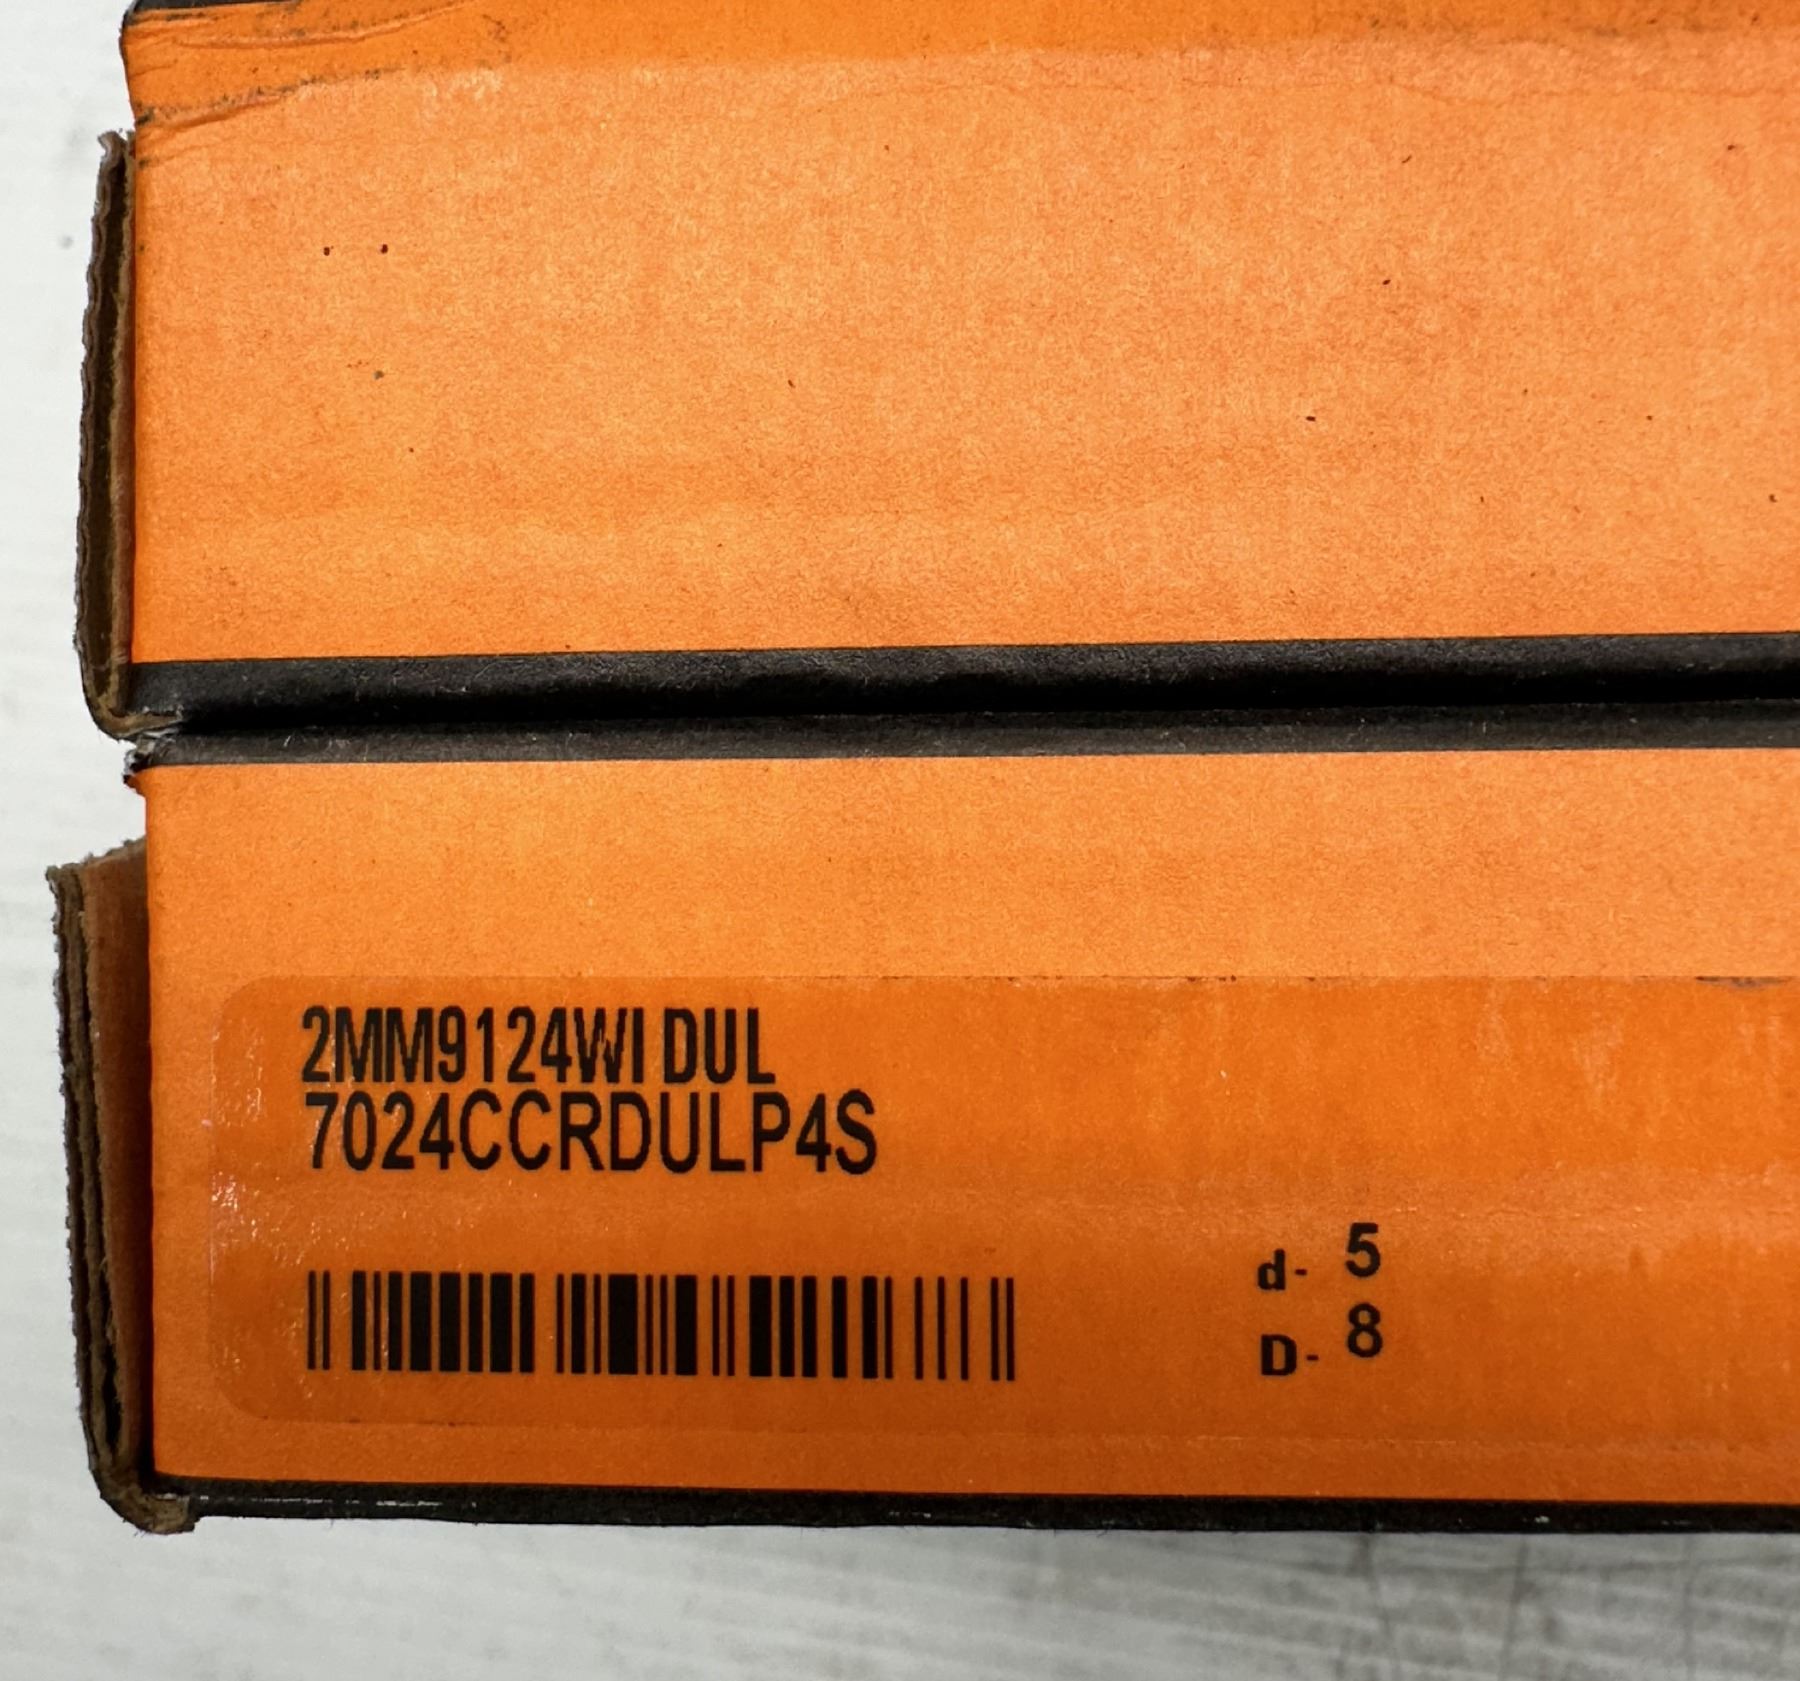 2MM9124WI DUL
7024CCRDULP4S
d- 5
D- 8